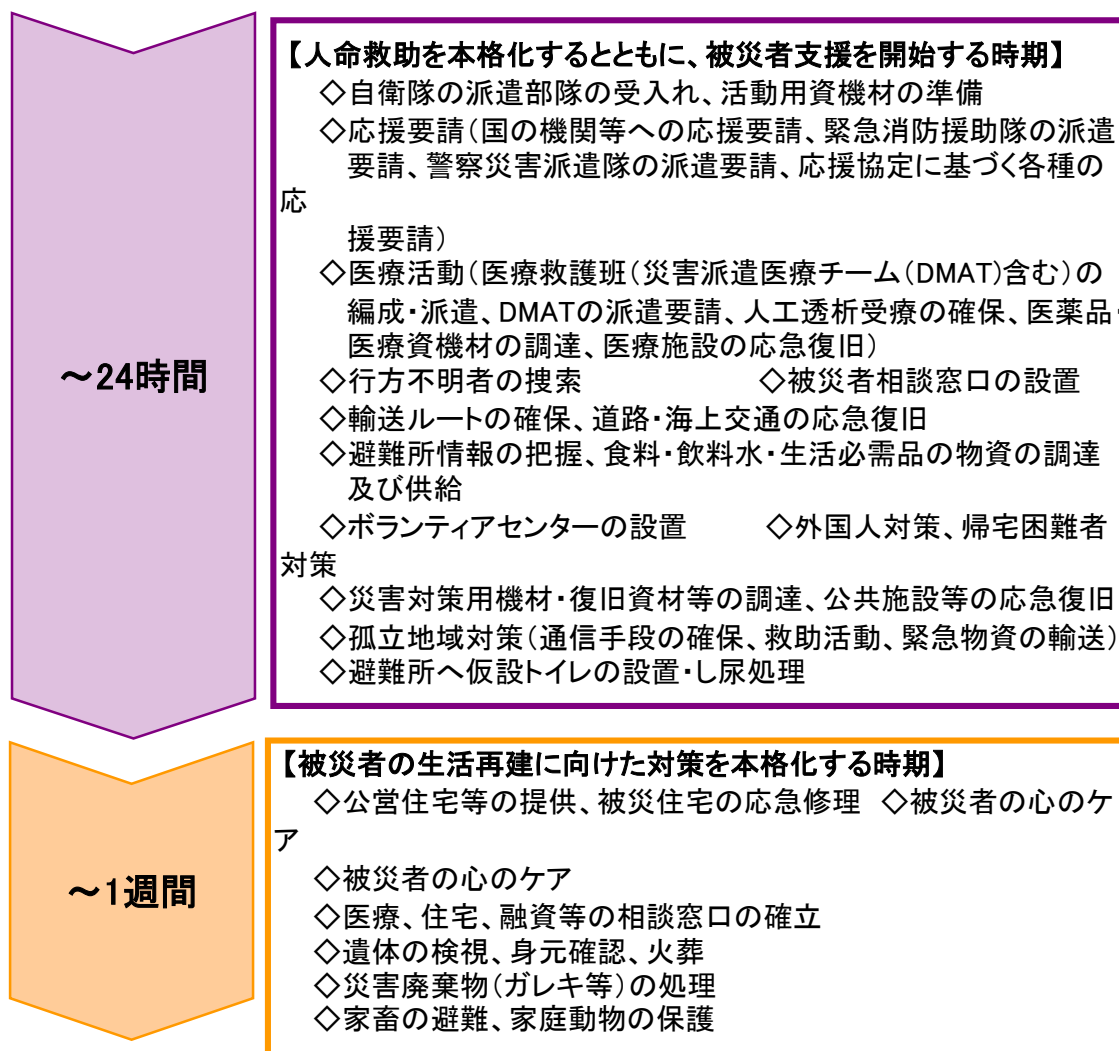 ～24時間
【人命救助を本格化するとともに、被災者支援を開始する時期】
◇自衛隊の派遣部隊の受入れ、活動用資機材の準備
◇応援要請（国の機関等への応援要請、緊急消防援助隊の派遣
要請、警察災害派遣隊の派遣要請、応援協定に基づく各種の
応
援要請）
◇医療活動（医療救護班（災害派遣医療チーム（DMAT）含む）の
編成・派遣、DMATの派遣要請、人工透析受療の確保、医薬品・
医療資機材の調達、医療施設の応急復旧）
◇行方不明者の捜索　　　　　　　◇被災者相談窓口の設置
◇輸送ルートの確保、道路・海上交通の応急復旧
◇避難所情報の把握、食料・飲料水・生活必需品の物資の調達
及び供給
◇ボランティアセンターの設置　　　◇外国人対策、帰宅困難者
対策
◇災害対策用機材・復旧資材等の調達、公共施設等の応急復旧
◇孤立地域対策（通信手段の確保、救助活動、緊急物資の輸送）
◇避難所へ仮設トイレの設置・し尿処理
～1週間
【被災者の生活再建に向けた対策を本格化する時期】
◇公営住宅等の提供、被災住宅の応急修理　◇被災者の心のケ
ア
◇被災者の心のケア
◇医療、住宅、融資等の相談窓口の確立
◇遺体の検視、身元確認、火葬
◇災害廃棄物（ガレキ等）の処理
◇家畜の避難、家庭動物の保護